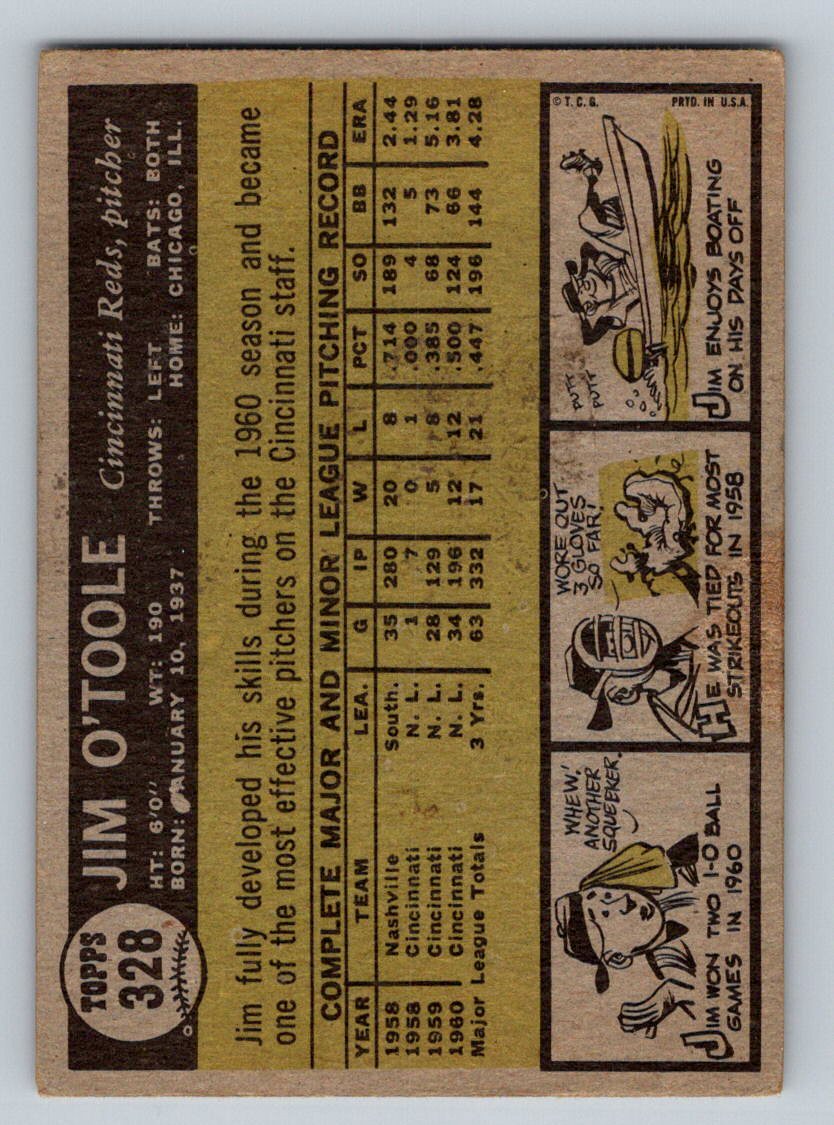 TOPPS
328
JIM O'TOOLE Cincinnati Reds, pitcher
HT: 6'0" WT: 190 THROWS: LEFT BATS: BOTH
BORN: JANUARY 10, 1937 HOME: CHICAGO, ILL.
Jim fully developed his skills during the 1960 season and became
one of the most effective pitchers on the Cincinnati staff.
COMPLETE MAJOR AND MINOR LEAGUE PITCHING RECORD
YEAR TEAM LEA. G IP W L PCT SO BB ERA
1958 Nashville South. 35 280 20 8 .714 189 132 2.44
1958 Cincinnati N. L. 1 7 0 1 .000 4 5 1.29
1959 Cincinnati N. L. 28 129 5 8 .385 68 73 5.16
1960 Cincinnati N. L. 34 196 12 12 .500 124 66 3.81
Major League Totals 3 Yrs. 63 332 17 21 .447 196 144 4.28
WHEW!
ANOTHER
SQUEEKER.
JIM WON TWO 1-0 BALL
GAMES IN 1960
WORE OUT
3 GLOVES
SO FAR!
HE WAS TIED FOR MOST
STRIKEOUTS IN 1958
© T. C. G. PRTD. IN U.S.A.
PUTT
PUTT
JIM ENJOYS BOATING
ON HIS DAYS OFF